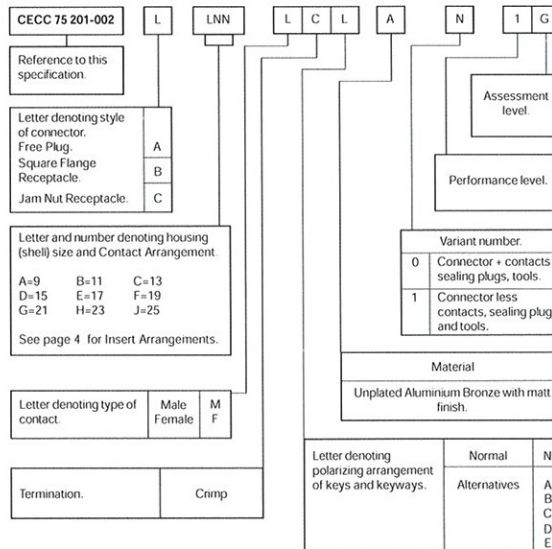 CECC 75 201-002 L LNN L C L A N 1 G
Reference to this
specification.
Assessment
level.
Letter denoting style
of connector.
Free Plug. A
Square Flange
Receptacle. B
Jam Nut Receptacle. C
Performance level.
Letter and number denoting housing
(shell) size and Contact Arrangement
A=9 B=11 C=13
D=15 E=17 F=19
G=21 H=23 J=25
See page 4 for Insert Arrangements.
Variant number.
0 Connector + contacts
sealing plugs, tools.
1 Connector less
contacts, sealing plug
and tools.
Material
Unplated Aluminium Bronze with matt
finish.
Letter denoting type of
contact.
Male M
Female F
Termination. Crimp
Letter denoting
polarizing arrangement
of keys and keyways.
Normal N
Alternatives A
B
C
D
E